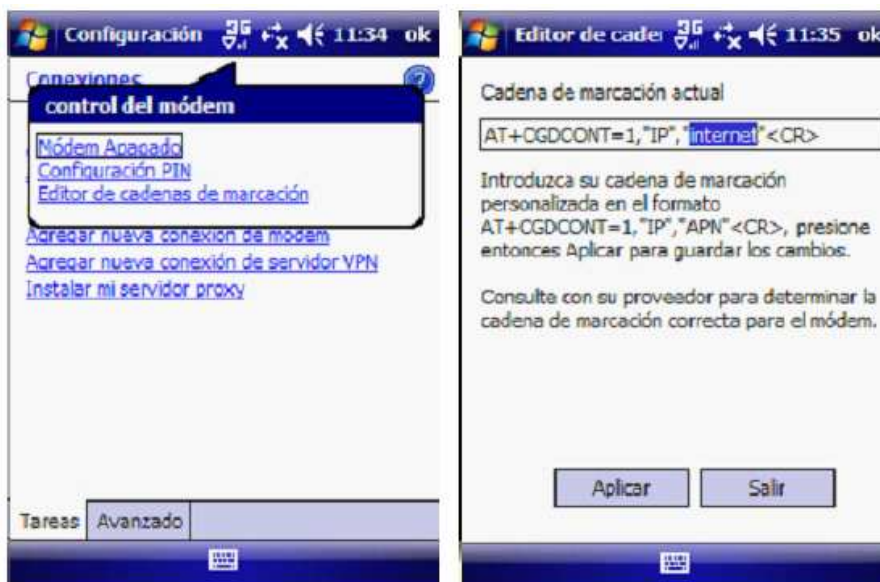 Configuración 3G 11:34 ok
Conexiones
control del módem
Módem Apagado
Configuración PIN
Editor de cadenas de marcación
Agregar nueva conexión de módem
Agregar nueva conexión de servidor VPN
Instalar mi servidor proxy
Tareas Avanzado
Editor de cade 3G 11:35 ok
Cadena de marcación actual
AT+CGDCONT=1,"IP","internet"<CR>
Introduzca su cadena de marcación
personalizada en el formato
AT+CGDCONT=1,"IP","APN"<CR>, presione
entonces Aplicar para guardar los cambios.
Consulte con su proveedor para determinar la
cadena de marcación correcta para el módem.
Aplicar Salir